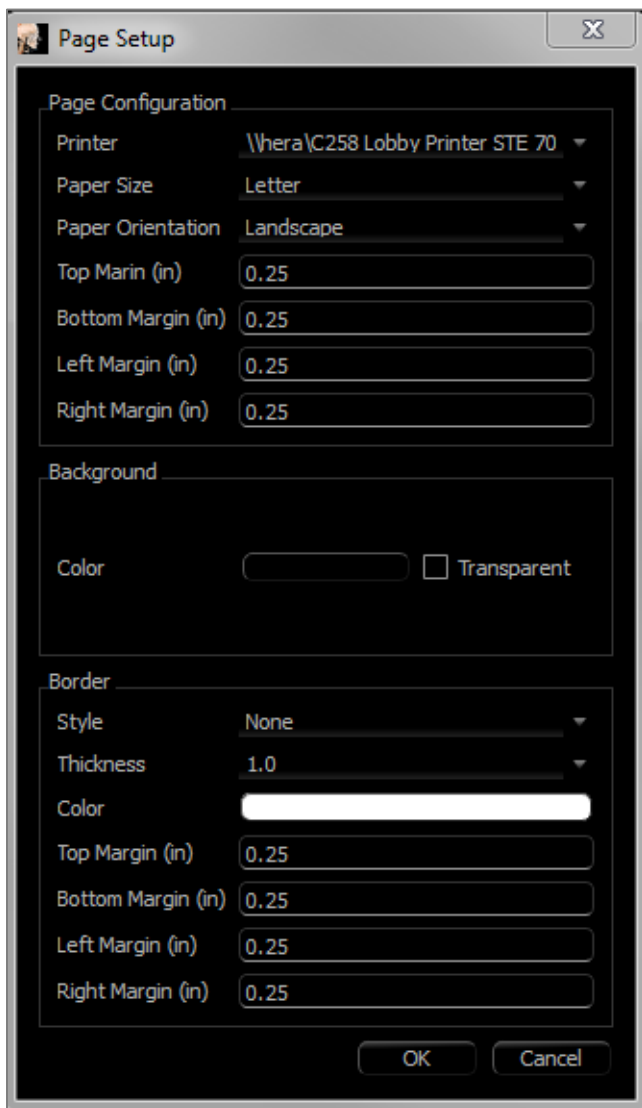 Page Setup
Page Configuration
Printer \\hera\C258 Lobby Printer STE 70
Paper Size Letter
Paper Orientation Landscape
Top Marin (in) 0.25
Bottom Margin (in) 0.25
Left Margin (in) 0.25
Right Margin (in) 0.25
Background
Color Transparent
Border
Style None
Thickness 1.0
Color
Top Margin (in) 0.25
Bottom Margin (in) 0.25
Left Margin (in) 0.25
Right Margin (in) 0.25
OK Cancel